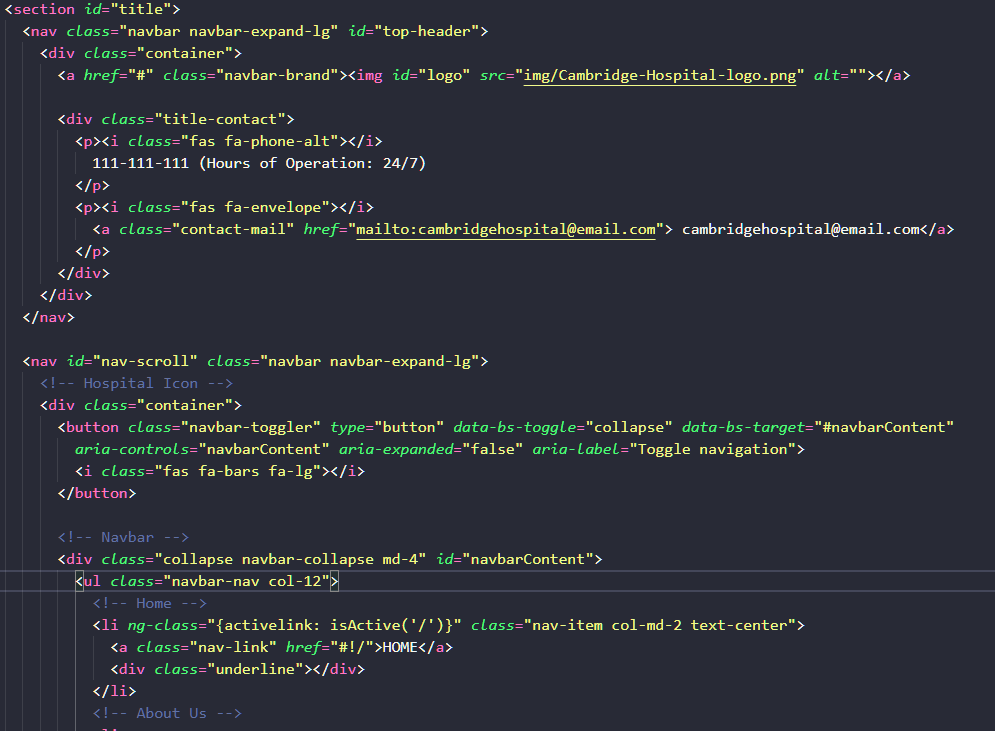 <section id="title">
<nav class="navbar navbar-expand-lg" id="top-header">
<div class="container">
<a href="#" class="navbar-brand"><img id="logo" src="img/Cambridge-Hospital-logo.png" alt=""></a>
<div class="title-contact">
<p><i class="fas fa-phone-alt"></i>
111-111-111 (Hours of Operation: 24/7)
</p>
<p><i class="fas fa-envelope"></i>
<a class="contact-mail" href="mailto:cambridgehospital@email.com"> cambridgehospital@email.com</a>
</p>
</div>
</div>
</nav>
<nav id="nav-scroll" class="navbar navbar-expand-lg">
<!-- Hospital Icon -->
<div class="container">
<button class="navbar-toggler" type="button" data-bs-toggle="collapse" data-bs-target="#navbarContent"
aria-controls="navbarContent" aria-expanded="false" aria-label="Toggle navigation">
<i class="fas fa-bars fa-lg"></i>
</button>
<!-- Navbar -->
<div class="collapse navbar-collapse md-4" id="navbarContent">
<ul class="navbar-nav col-12">
<!-- Home -->
<li ng-class="{activelink: isActive('/')}" class="nav-item col-md-2 text-center">
<a class="nav-link" href="#!/">HOME</a>
<div class="underline"></div>
</li>
<!-- About Us -->